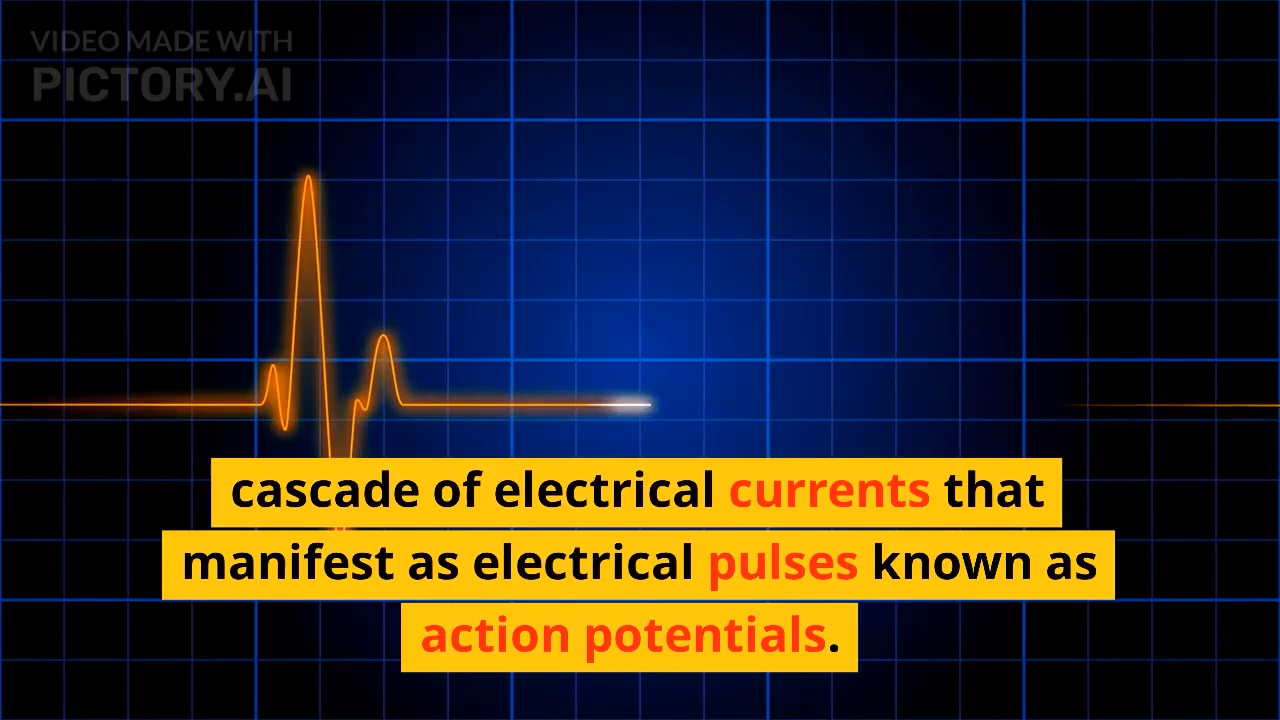 VIDEO MADE WITH
PICTORY.AI
cascade of electrical currents that
manifest as electrical pulses known as
action potentials.